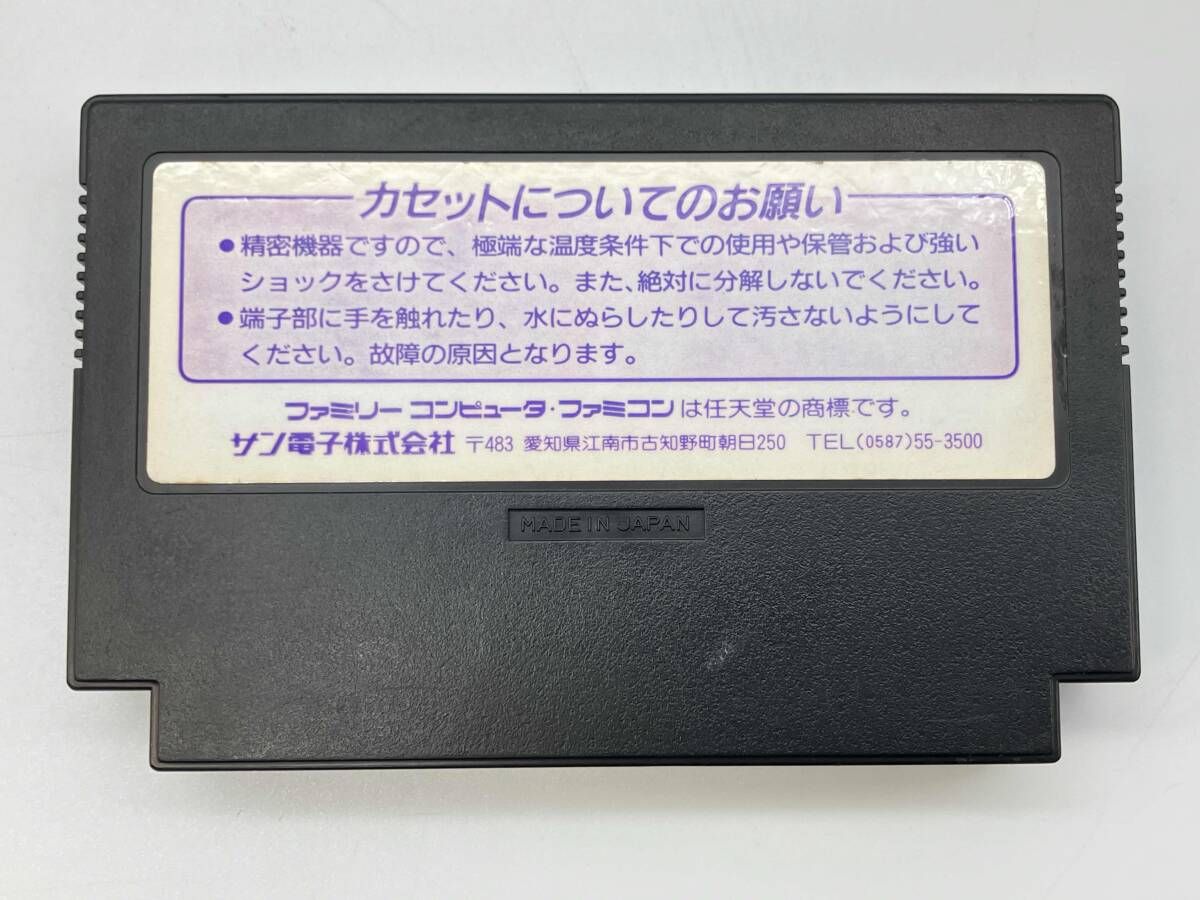 カセットについてのお願い
●精密機器ですので、極端な温度条件下での使用や保管および強い
ショックをさけてください。また、絶対に分解しないでください。
●端子部に手を触れたり、水にぬらしたりして汚さないようにして
ください。故障の原因となります。
ファミリーコンピュータ・ファミコンは任天堂の商標です。
サン電子株式会社 〒483 愛知県江南市古知野町朝日250 TEL(0587)55-3500
MADE IN JAPAN